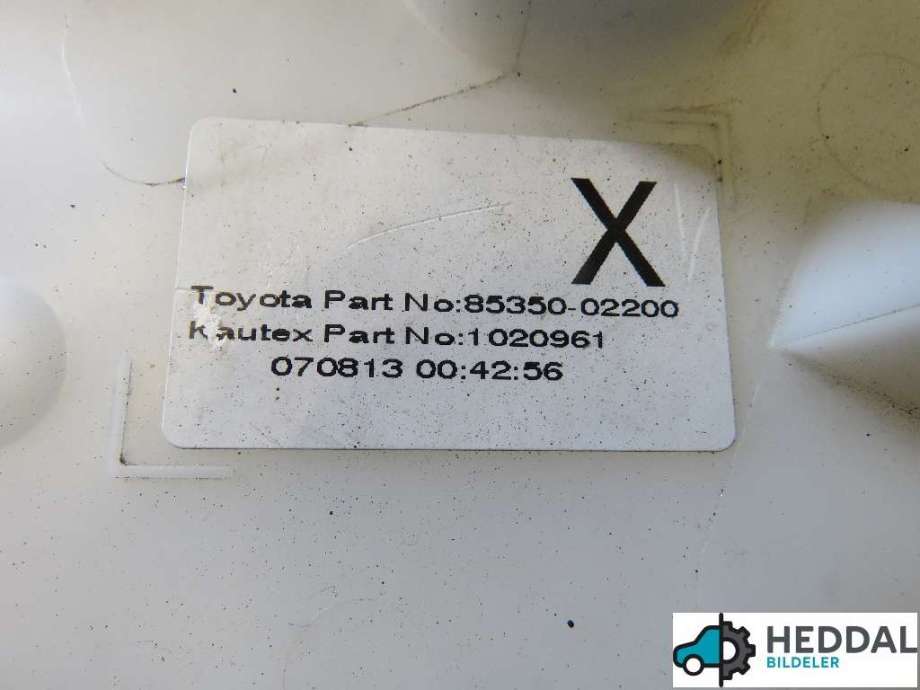 X
Toyota Part No:85350-02200
Kautex Part No:1020961
070813 00:42:56
HEDDAL
BILDELER